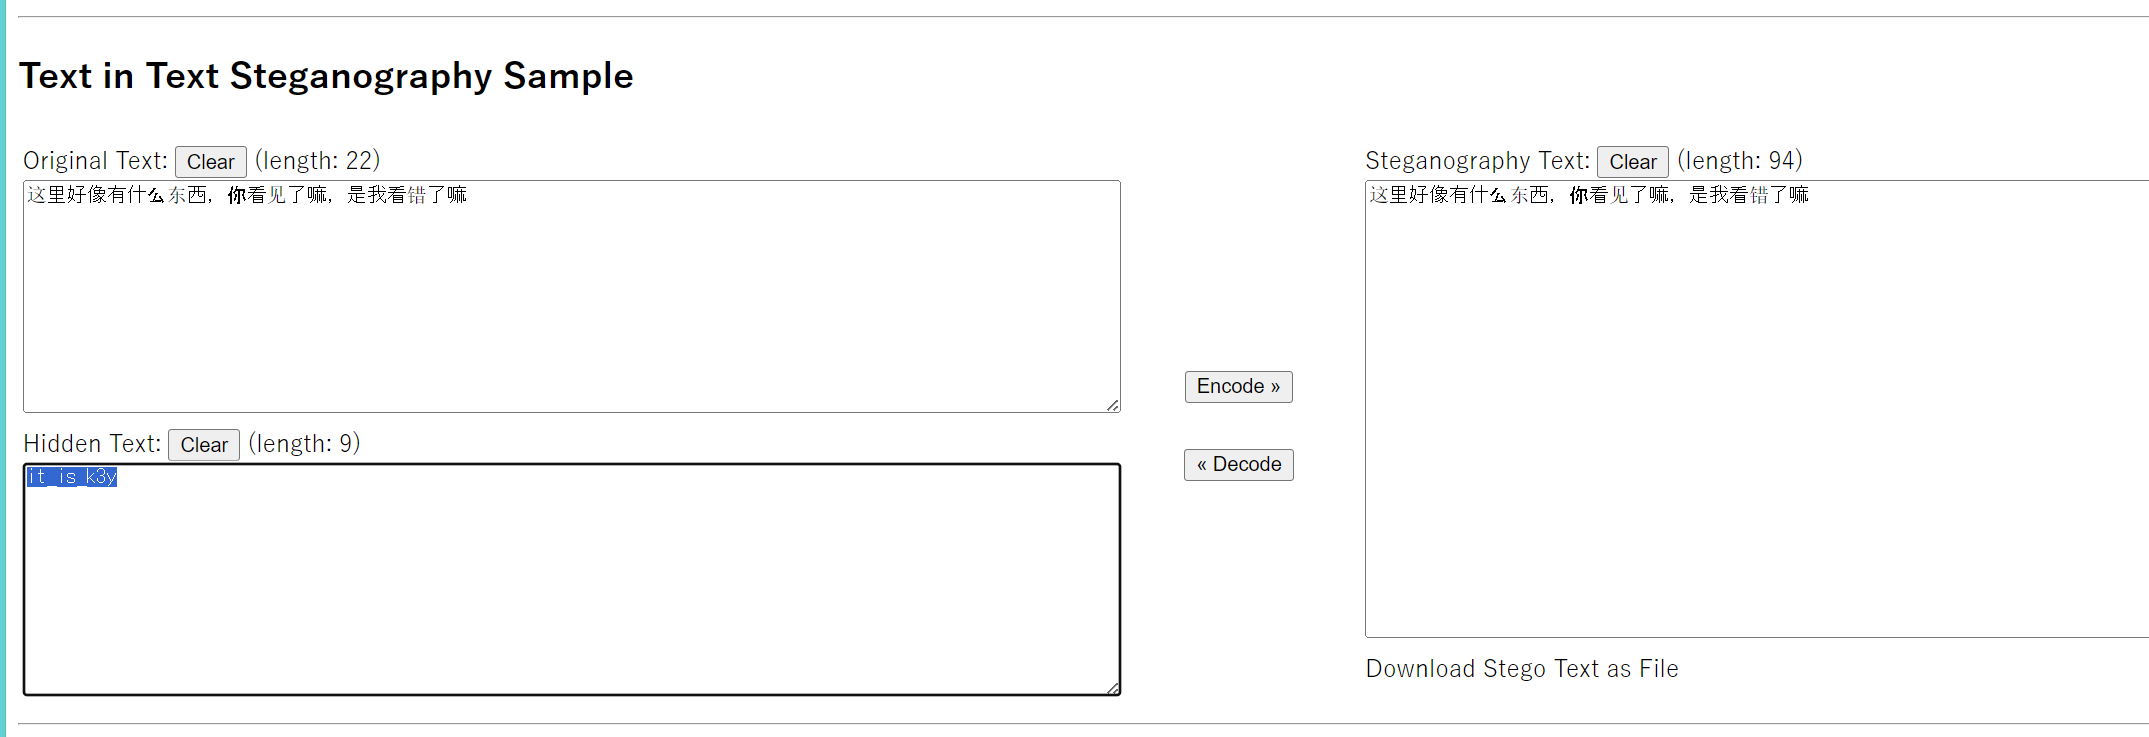 Text in Text Steganography Sample
Original Text: Clear (length: 22)
这里好像有什么东西，你看见了嘛，是我看错了嘛
Hidden Text: Clear (length: 9)
it_is_k3y
Encode »
« Decode
Steganography Text: Clear (length: 94)
这里好像有什么东西，你看见了嘛，是我看错了嘛
Download Stego Text as File